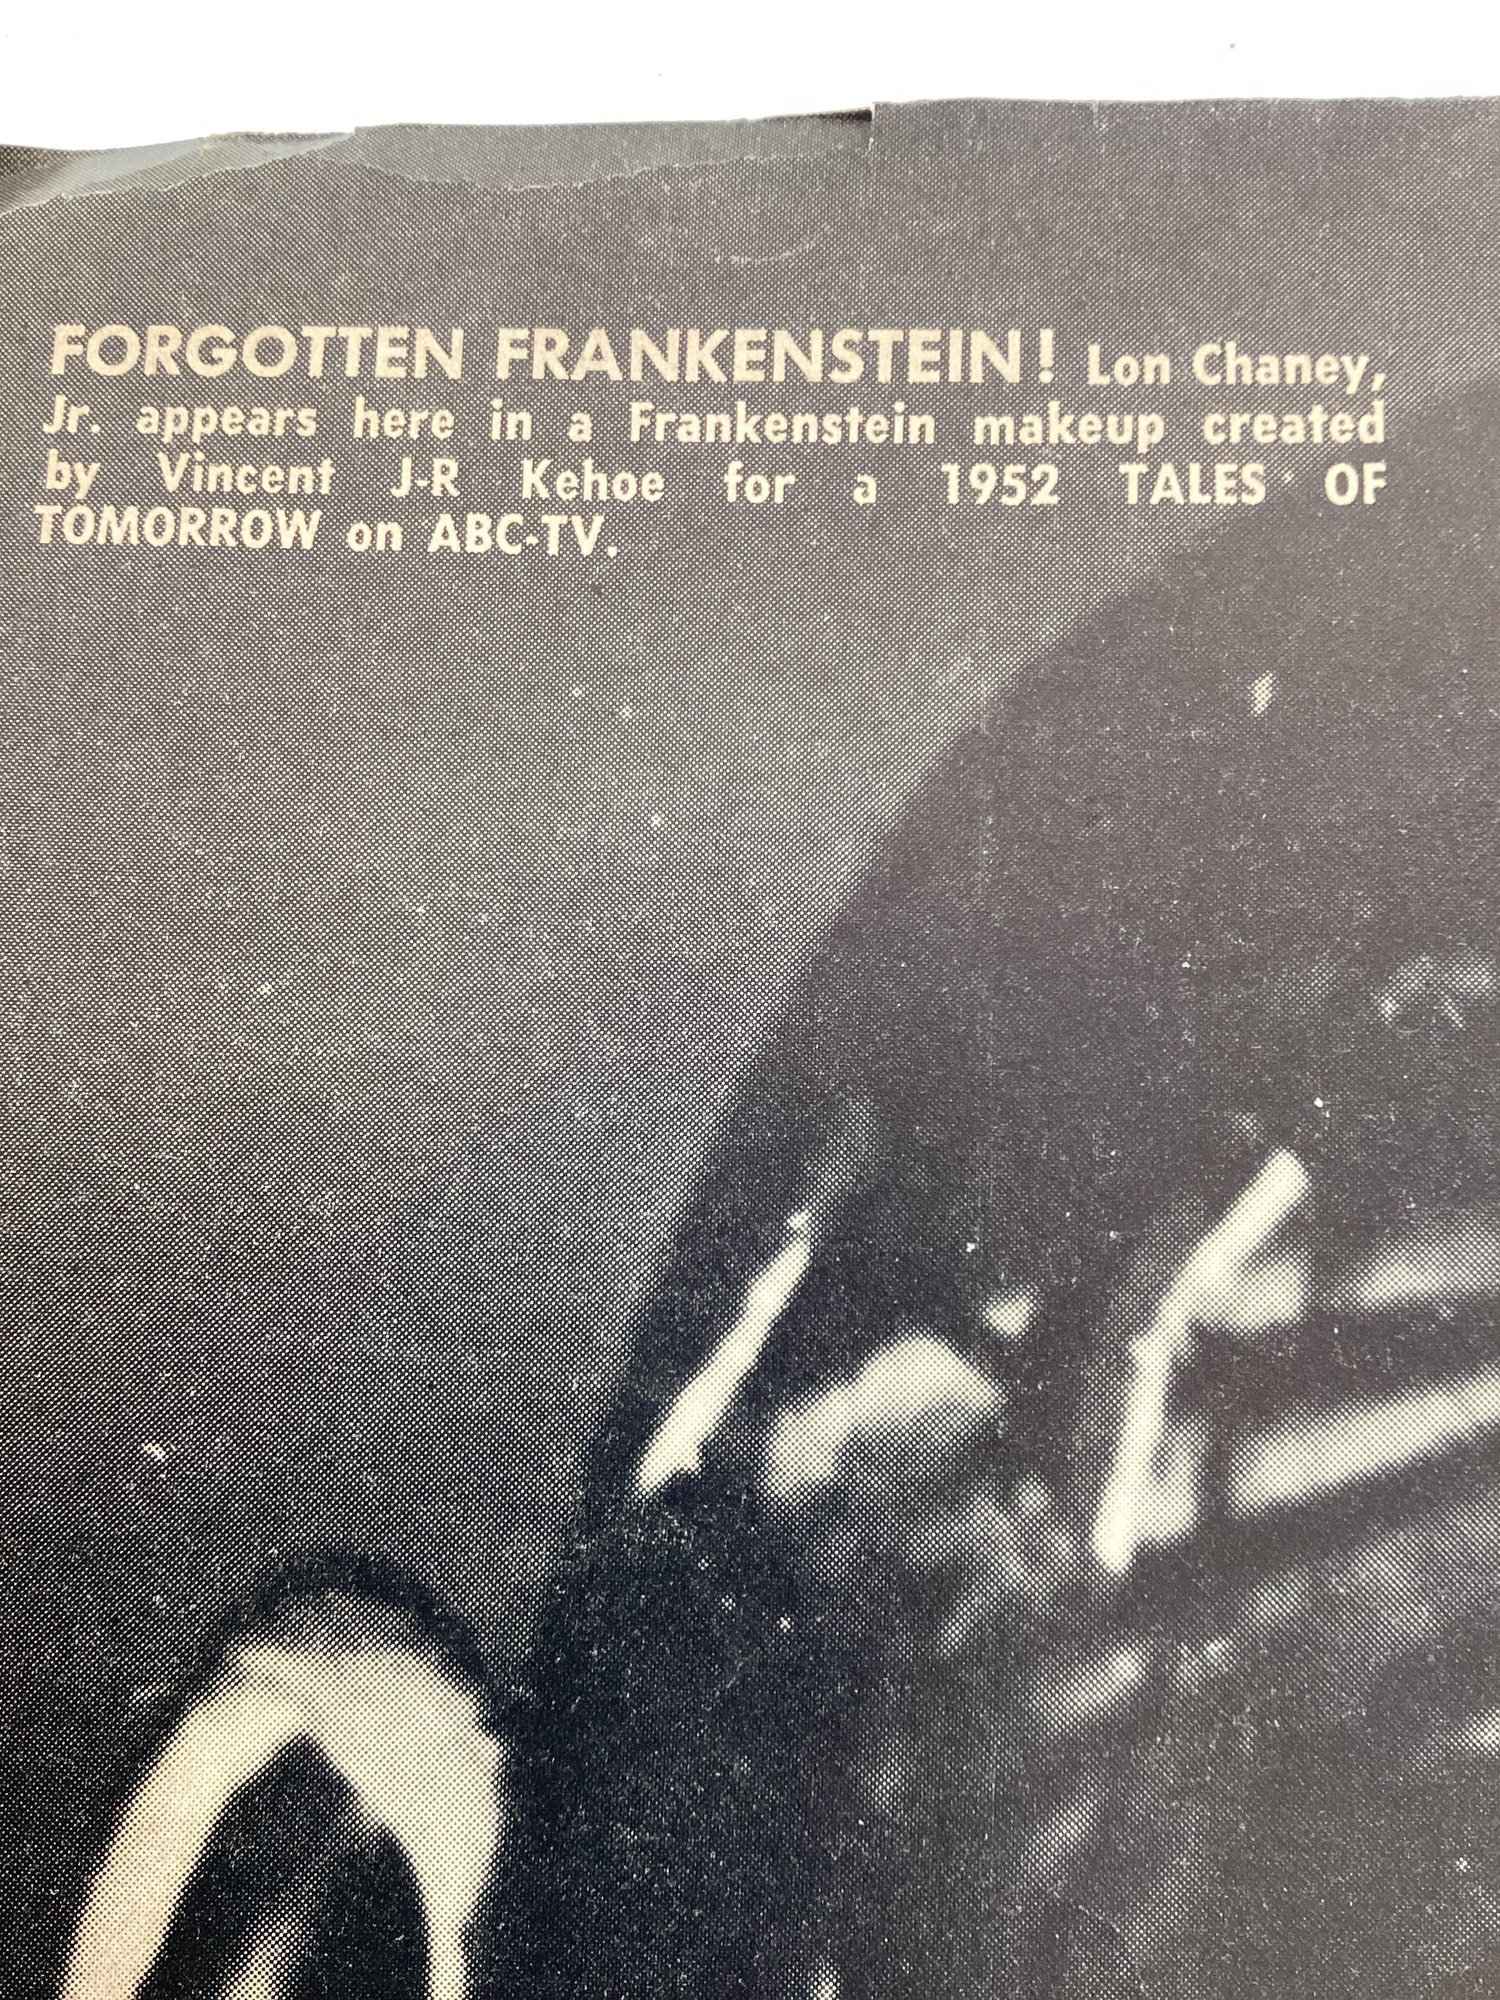 FORGOTTEN FRANKENSTEIN! Lon Chaney,
Jr. appears here in a Frankenstein makeup created
by Vincent J-R Kehoe for a 1952 TALES OF
TOMORROW on ABC-TV.